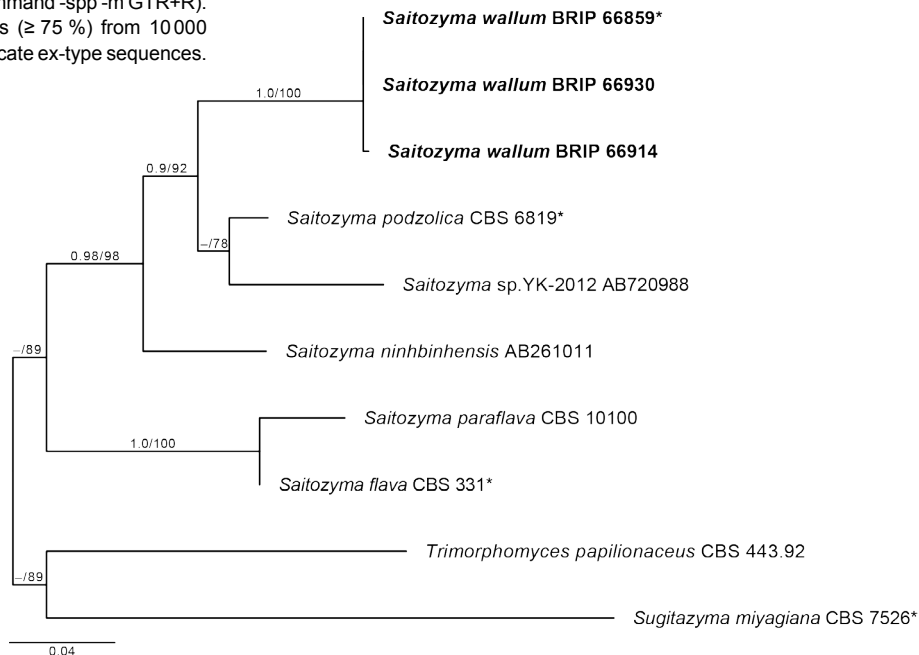 -spp -m GTR+R).
s (≥ 75 %) from 10 000
cate ex-type sequences.
Saitozyma wallum BRIP 66859*
Saitozyma wallum BRIP 66930
1.0/100
Saitozyma wallum BRIP 66914
0.9/92
Saitozyma podzolica CBS 6819*
–/78
0.98/98
Saitozyma sp.YK-2012 AB720988
–/89
Saitozyma ninhbinhensis AB261011
Saitozyma paraflava CBS 10100
1.0/100
Saitozyma flava CBS 331*
Trimorphomyces papilionaceus CBS 443.92
–/89
Sugitazyma miyagiana CBS 7526*
0.04